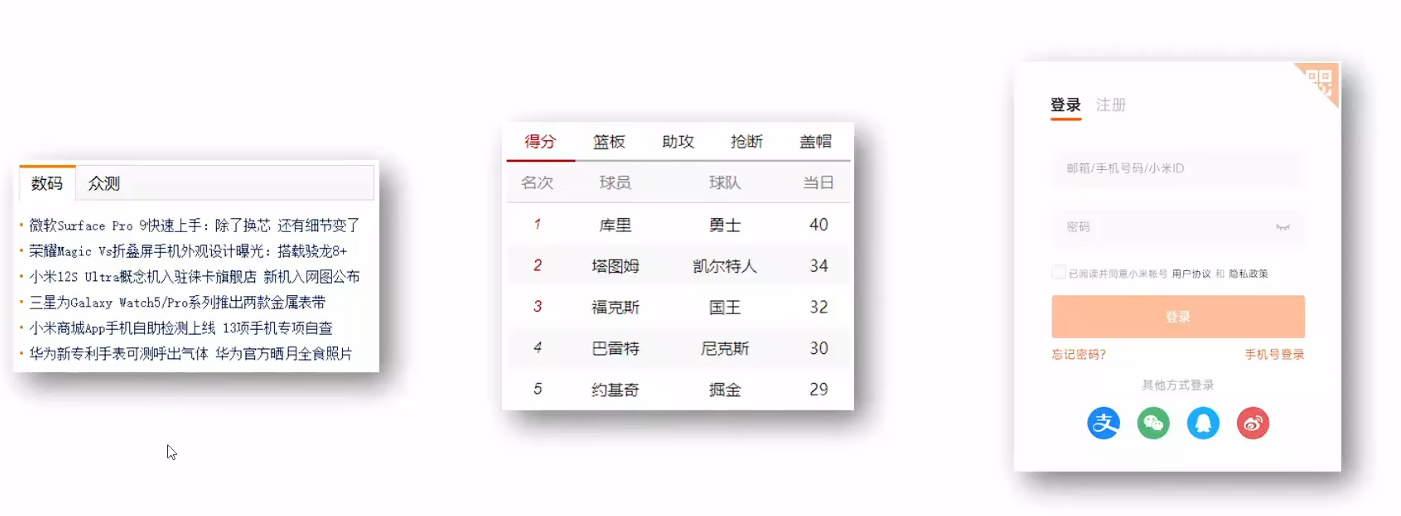 数码 众测
微软Surface Pro 9快速上手：除了换芯 还有细节变了
荣耀Magic Vs折叠屏手机外观设计曝光：搭载骁龙8+
小米12S Ultra概念机入驻徕卡旗舰店 新机入网图公布
三星为Galaxy Watch5/Pro系列推出两款金属表带
小米商城App手机自助检测上线 13项手机专项自查
华为新专利手表可测呼出气体 华为官方晒月全食照片
得分 篮板 助攻 抢断 盖帽
名次 球员 球队 当日
1 库里 勇士 40
2 塔图姆 凯尔特人 34
3 福克斯 国王 32
4 巴雷特 尼克斯 30
5 约基奇 掘金 29
登录 注册
邮箱/手机号码/小米ID
密码
已阅读并同意小米帐号 用户协议 和 隐私政策
登录
忘记密码? 手机号登录
其他方式登录
支